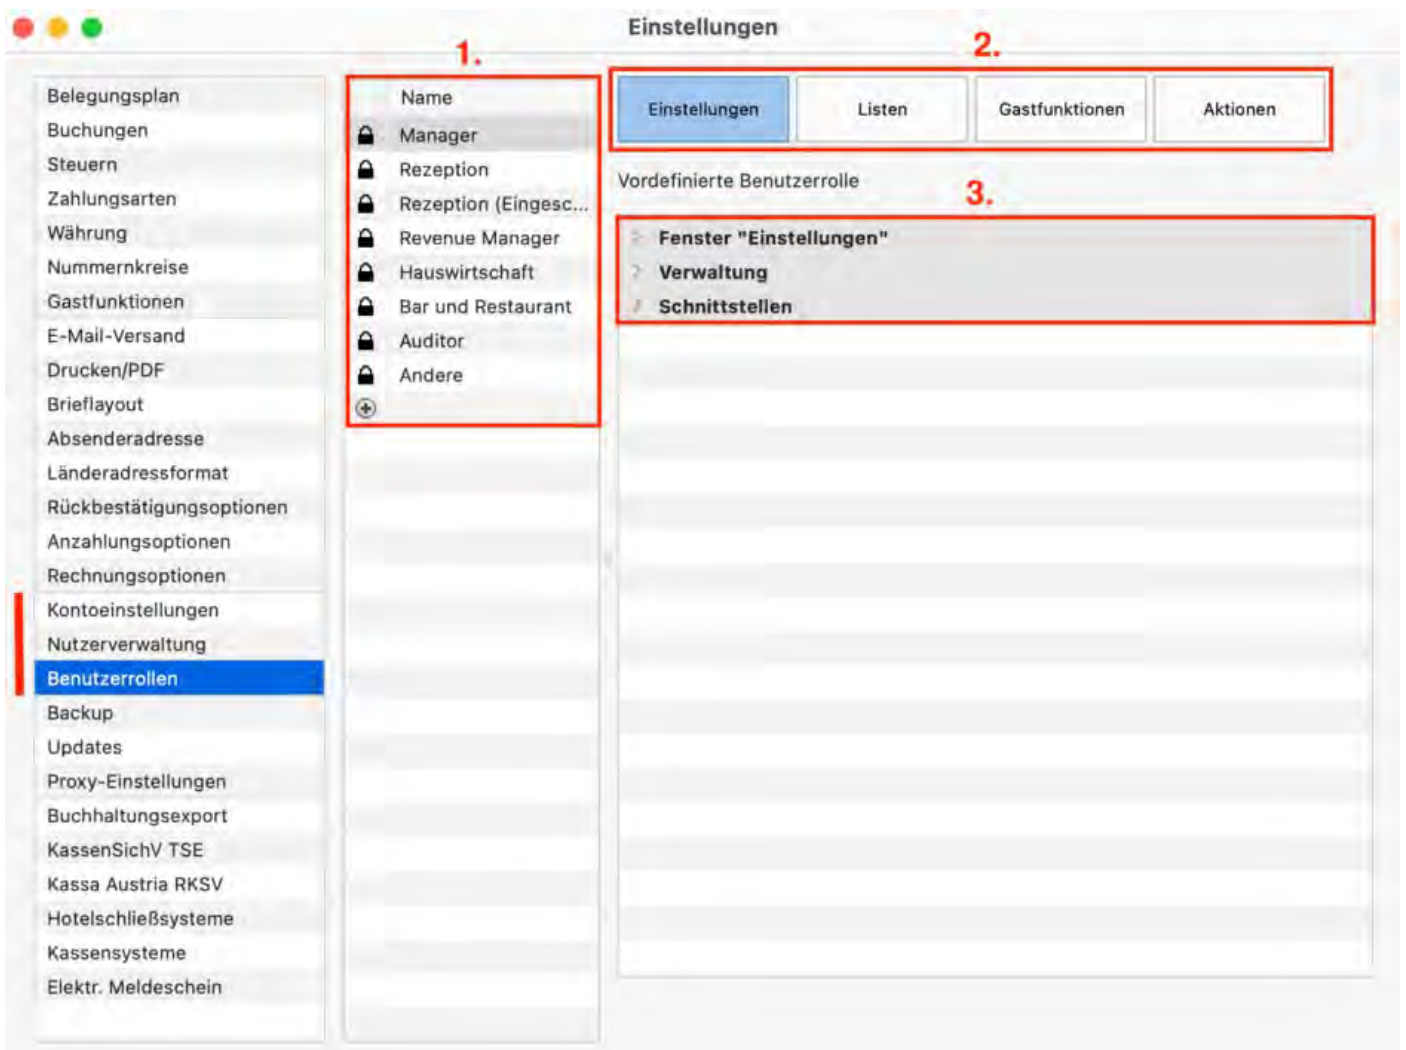 Einstellungen
1.
2.
Belegungsplan
Buchungen
Steuern
Zahlungsarten
Währung
Nummernkreise
Gastfunktionen
E-Mail-Versand
Drucken/PDF
Brieflayout
Absenderadresse
Länderadressformat
Rückbestätigungsoptionen
Anzahlungsoptionen
Rechnungsoptionen
Kontoeinstellungen
Nutzerverwaltung
Benutzerrollen
Backup
Updates
Proxy-Einstellungen
Buchhaltungsexport
KassenSichV TSE
Kassa Austria RKSV
Hotelschließsysteme
Kassensysteme
Elektr. Meldeschein
Name
Manager
Rezeption
Rezeption (Eingesc...
Revenue Manager
Hauswirtschaft
Bar und Restaurant
Auditor
Andere
Einstellungen
Listen
Gastfunktionen
Aktionen
Vordefinierte Benutzerrolle
3.
Fenster "Einstellungen"
Verwaltung
Schnittstellen